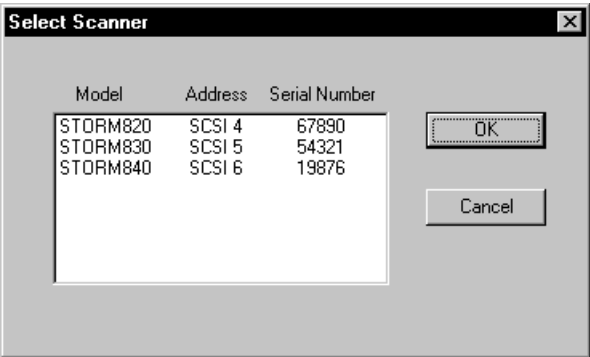 Select Scanner
Model Address Serial Number
STORM820 SCSI 4 67890
STORM830 SCSI 5 54321
STORM840 SCSI 6 19876
OK
Cancel